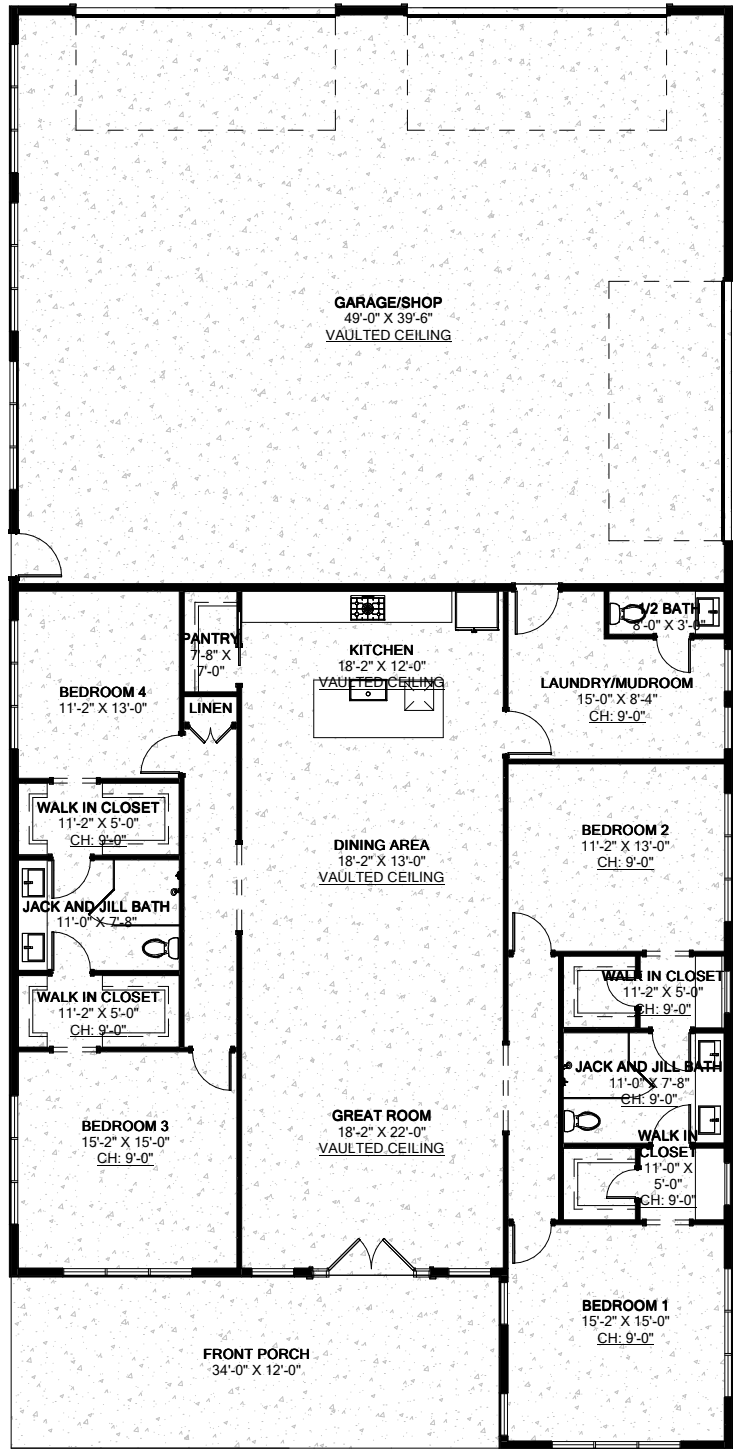 GARAGE/SHOP
49'-0" X 39'-6"
VAULTED CEILING
1/2 BATH
8'-0" X 3'-0"
PANTRY
7'-8" X
7'-0"
KITCHEN
18'-2" X 12'-0"
VAULTED CEILING
BEDROOM 4
11'-2" X 13'-0"
LAUNDRY/MUDROOM
15'-0" X 8'-4"
CH: 9'-0"
LINEN
WALK IN CLOSET
11'-2" X 5'-0"
CH: 9'-0"
DINING AREA
18'-2" X 13'-0"
VAULTED CEILING
BEDROOM 2
11'-2" X 13'-0"
CH: 9'-0"
JACK AND JILL BATH
11'-0" X 7'-8"
WALK IN CLOSET
11'-2" X 5'-0"
CH: 9'-0"
WALK IN CLOSET
11'-2" X 5'-0"
CH: 9'-0"
JACK AND JILL BATH
11'-0" X 7'-8"
CH: 9'-0"
BEDROOM 3
15'-2" X 15'-0"
CH: 9'-0"
GREAT ROOM
18'-2" X 22'-0"
VAULTED CEILING
WALK IN
CLOSET
11'-0" X
5'-0"
CH: 9'-0"
BEDROOM 1
15'-2" X 15'-0"
CH: 9'-0"
FRONT PORCH
34'-0" X 12'-0"